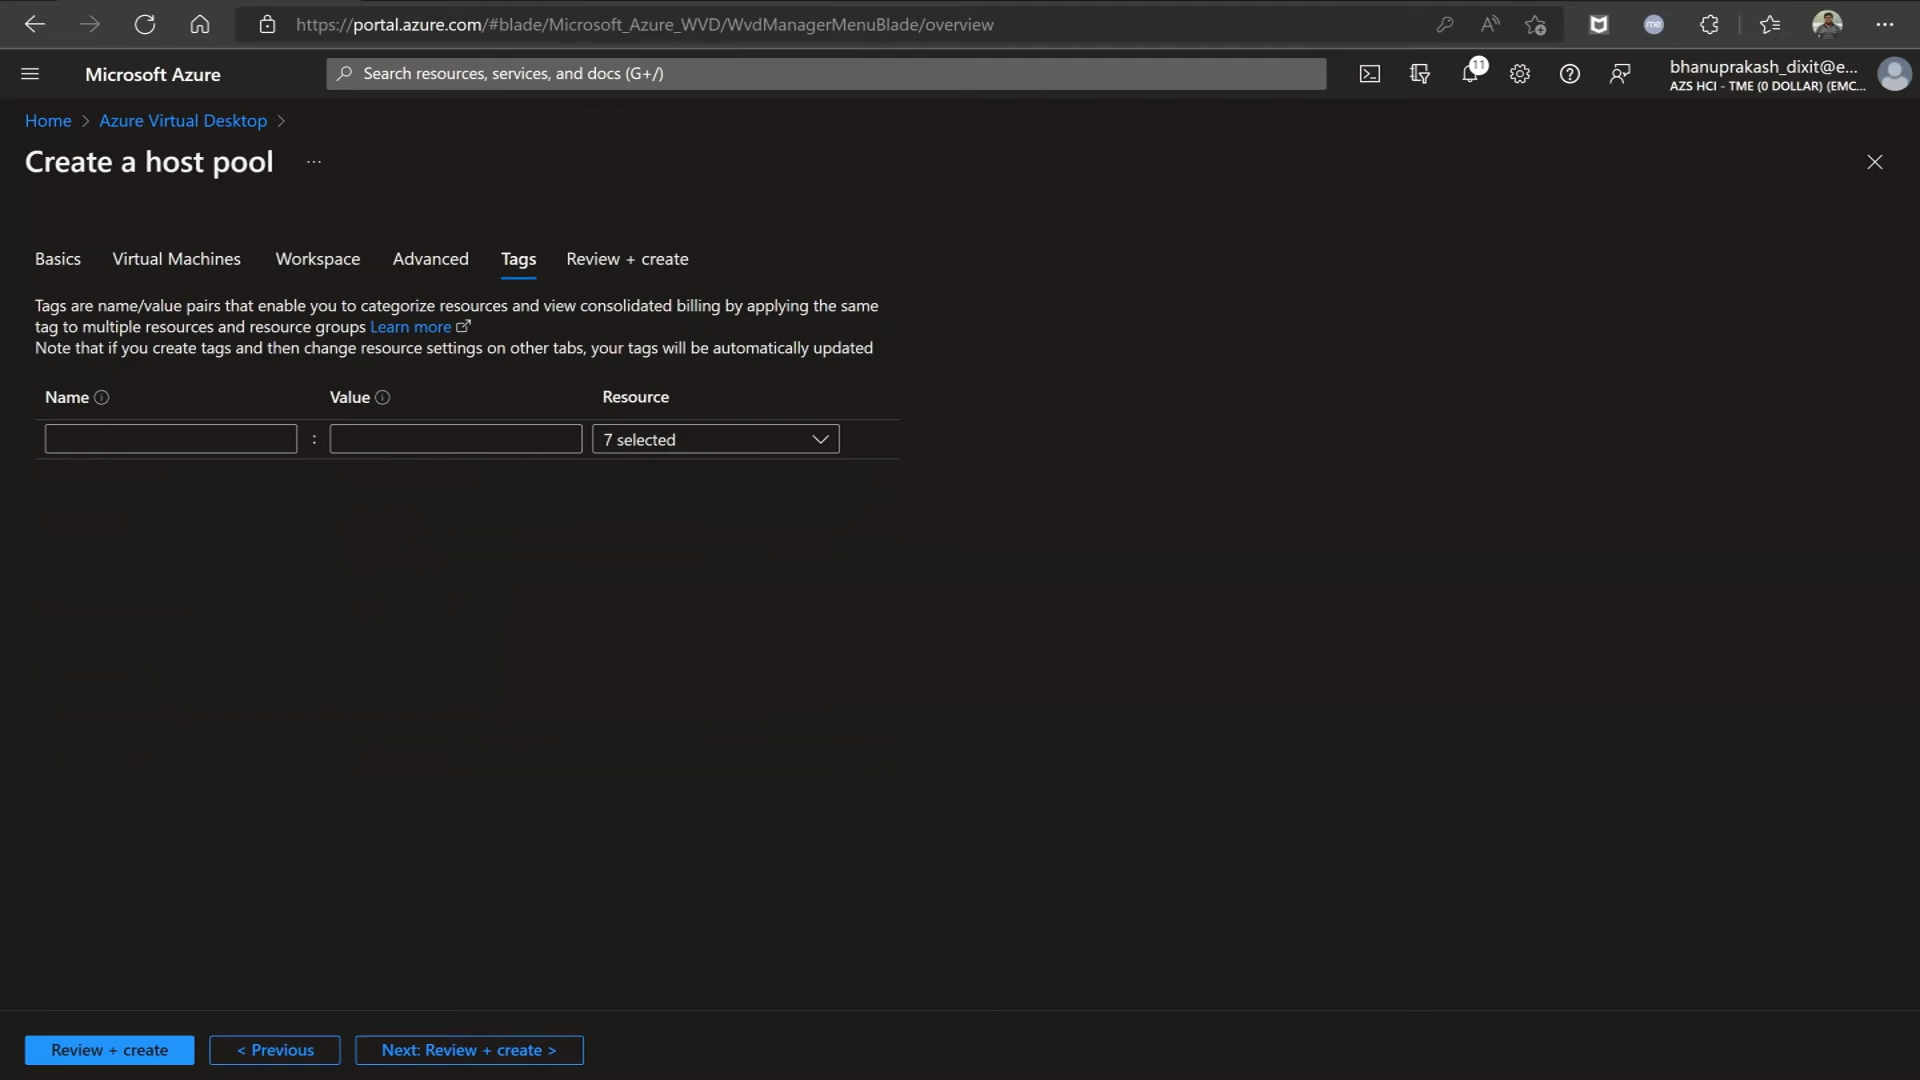 https://portal.azure.com/#blade/Microsoft_Azure_WVD/WvdManagerMenuBlade/overview
me
Microsoft Azure
Search resources, services, and docs (G+/)
11
bhanuprakash_dixit@e...
AZS HCI - TME (0 DOLLAR) (EMC...
Home > Azure Virtual Desktop >
Create a host pool ...
Basics Virtual Machines Workspace Advanced Tags Review + create
Tags are name/value pairs that enable you to categorize resources and view consolidated billing by applying the same
tag to multiple resources and resource groups Learn more
Note that if you create tags and then change resource settings on other tabs, your tags will be automatically updated
Name Value Resource
: 7 selected
Review + create < Previous Next: Review + create >